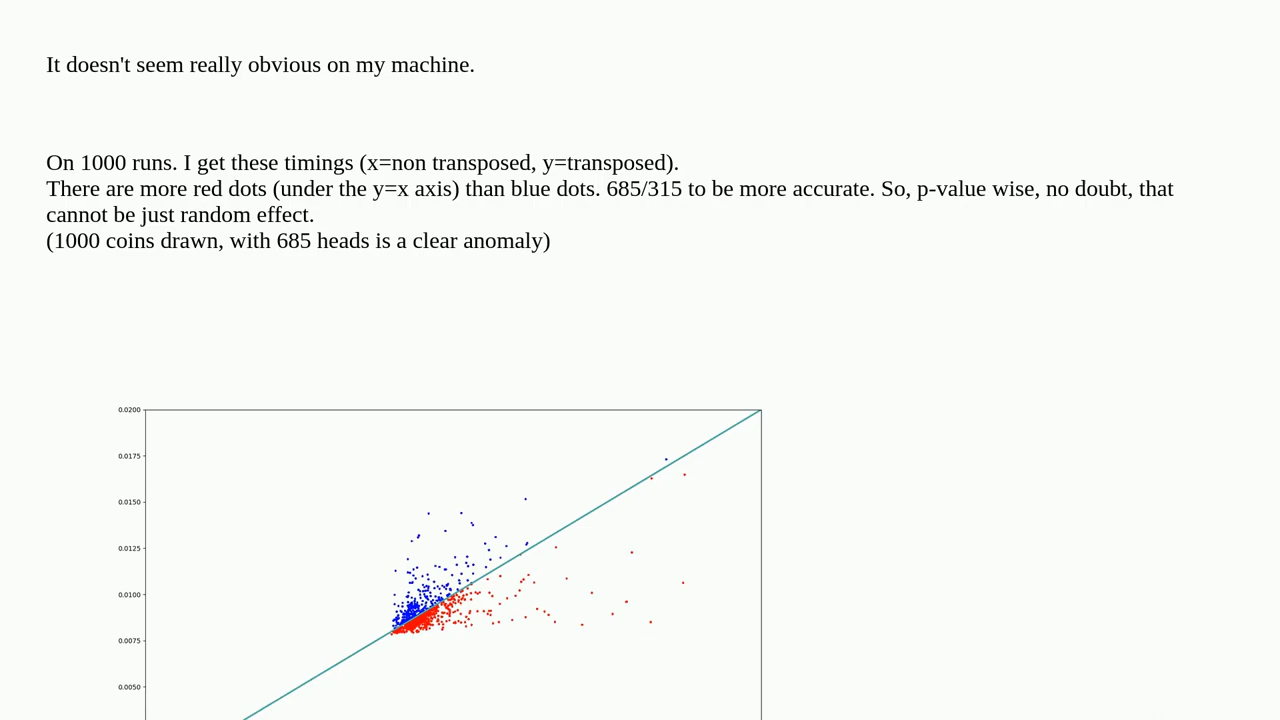 It doesn't seem really obvious on my machine.
On 1000 runs. I get these timings (x=non transposed, y=transposed).
There are more red dots (under the y=x axis) than blue dots. 685/315 to be more accurate. So, p-value wise, no doubt, that
cannot be just random effect.
(1000 coins drawn, with 685 heads is a clear anomaly)
0.0200
0.0175
0.0150
0.0125
0.0100
0.0075
0.0050